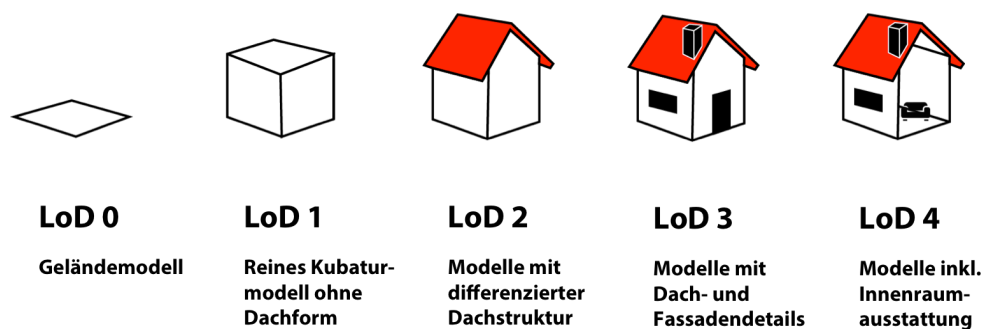 LoD 0
Geländemodell
LoD 1
Reines Kubatur-
modell ohne
Dachform
LoD 2
Modelle mit
differenzierter
Dachstruktur
LoD 3
Modelle mit
Dach- und
Fassadendetails
LoD 4
Modelle inkl.
Innenraum-
ausstattung